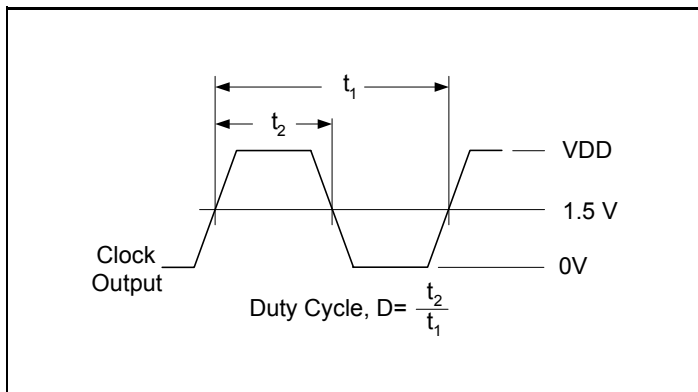 t₁
t₂
VDD
1.5 V
Clock
Output
0V
Duty Cycle, D= t₂
t₁